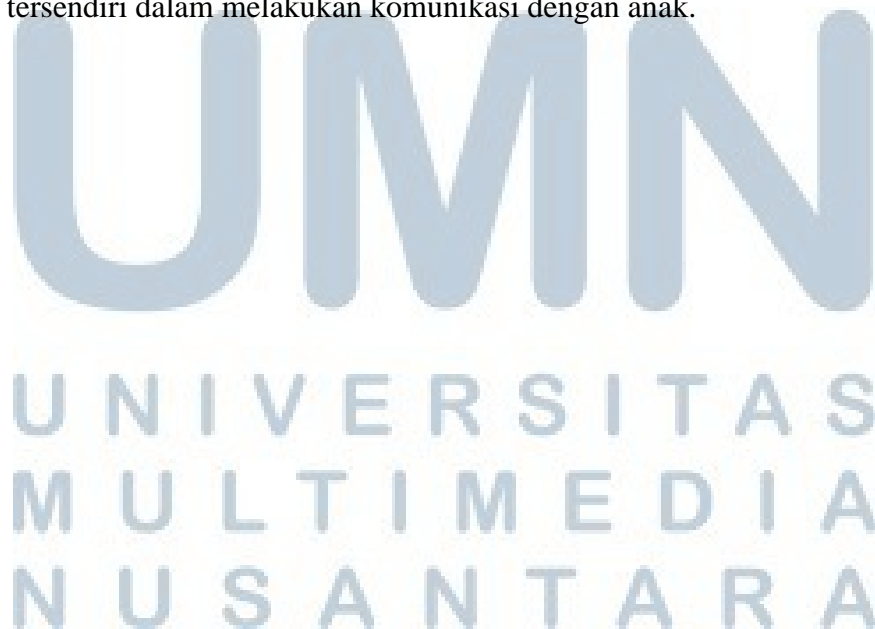 tersendiri dalam melakukan komunikasi dengan anak.
UMN
UNIVERSITAS
MULTIMEDIA
NUSANTARA